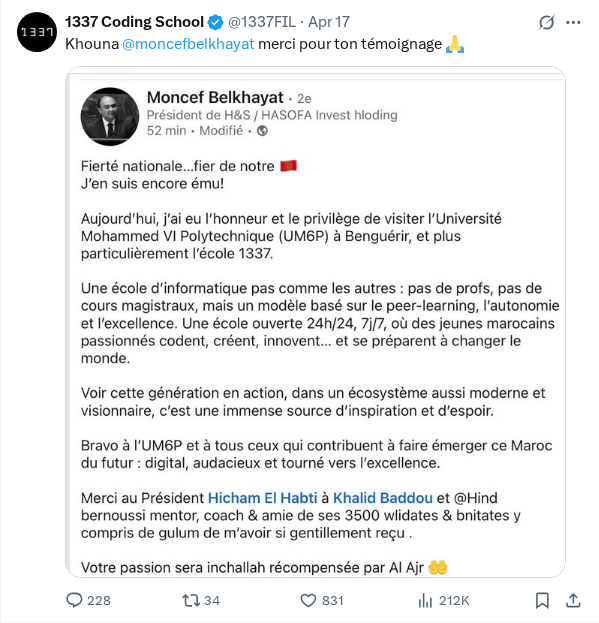 1337
1337 Coding School @1337FIL · Apr 17
Khouna @moncefbelkhayat merci pour ton témoignage 🙏
Moncef Belkhayat · 2e
Président de H&S / HASOFA Invest hloding
52 min · Modifié ·
Fierté nationale...fier de notre 🇲🇦
J'en suis encore ému!
Aujourd'hui, j'ai eu l'honneur et le privilège de visiter l'Université
Mohammed VI Polytechnique (UM6P) à Benguérir, et plus
particulièrement l'école 1337.
Une école d'informatique pas comme les autres : pas de profs, pas de
cours magistraux, mais un modèle basé sur le peer-learning, l'autonomie
et l'excellence. Une école ouverte 24h/24, 7j/7, où des jeunes marocains
passionnés codent, créent, innovent... et se préparent à changer le
monde.
Voir cette génération en action, dans un écosystème aussi moderne et
visionnaire, c'est une immense source d'inspiration et d'espoir.
Bravo à l'UM6P et à tous ceux qui contribuent à faire émerger ce Maroc
du futur : digital, audacieux et tourné vers l'excellence.
Merci au Président Hicham El Habti à Khalid Baddou et @Hind
bernoussi mentor, coach & amie de ses 3500 wlidates & bnitates y
compris de gulum de m'avoir si gentillement reçu .
Votre passion sera inchallah récompensée par Al Ajr 🤲
228 34 831 212K